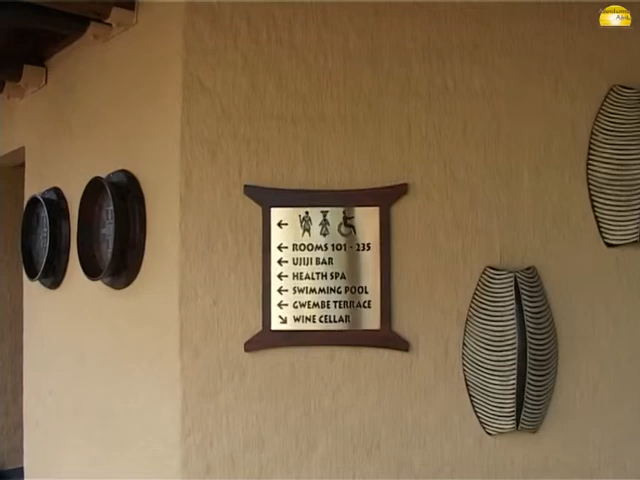 ROOMS 101 - 235
UJIJI BAR
HEALTH SPA
SWIMMING POOL
GWEMBE TERRACE
WINE CELLAR